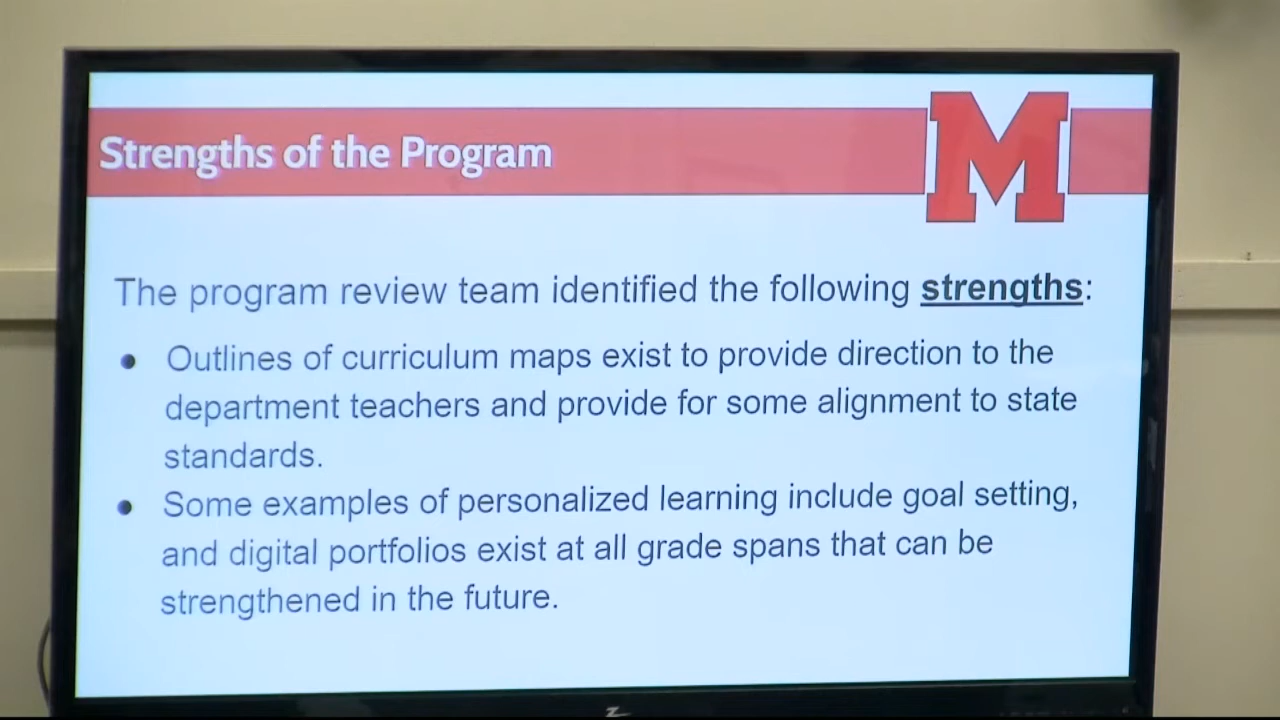 Strengths of the Program
M
The program review team identified the following strengths:
• Outlines of curriculum maps exist to provide direction to the
department teachers and provide for some alignment to state
standards.
• Some examples of personalized learning include goal setting,
and digital portfolios exist at all grade spans that can be
strengthened in the future.